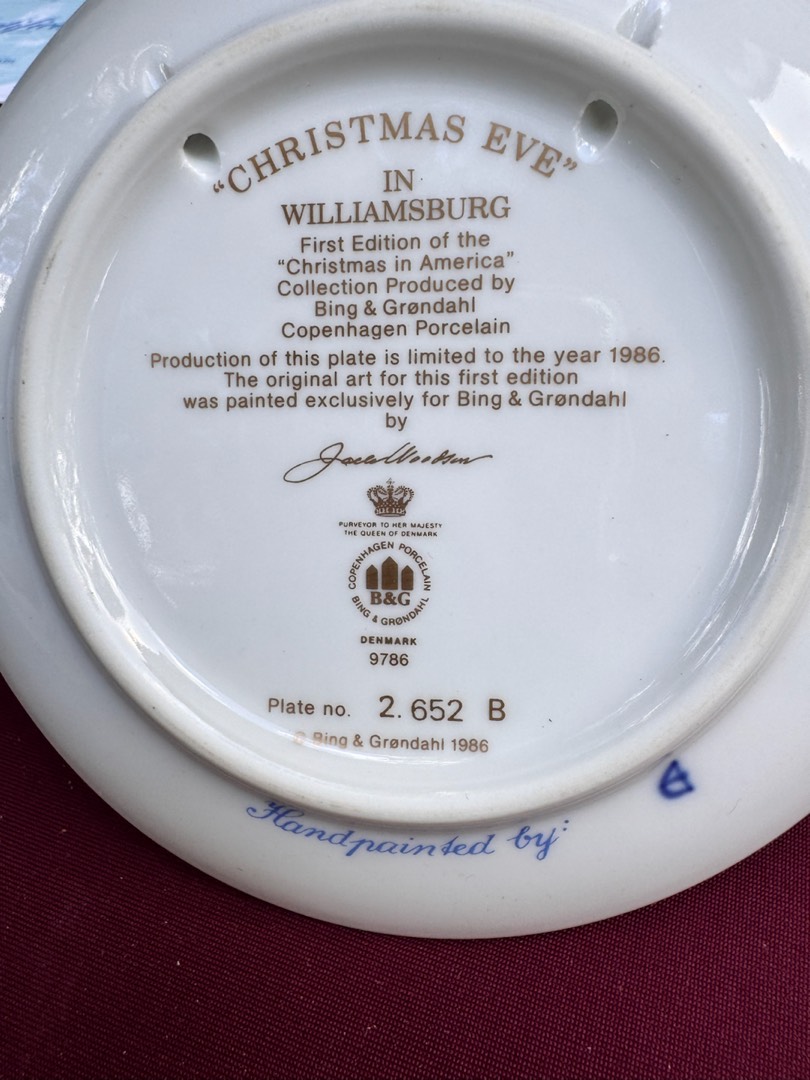 “CHRISTMAS EVE”
IN
WILLIAMSBURG
First Edition of the
“Christmas in America”
Collection Produced by
Bing & Grøndahl
Copenhagen Porcelain
Production of this plate is limited to the year 1986.
The original art for this first edition
was painted exclusively for Bing & Grøndahl
by
Jack Woodson
PURVEYOR TO HER MAJESTY
THE QUEEN OF DENMARK
COPENHAGEN PORCELAIN
B&G
BING & GRØNDAHL
DENMARK
9786
Plate no. 2.652 B
© Bing & Grøndahl 1986
Handpainted by: